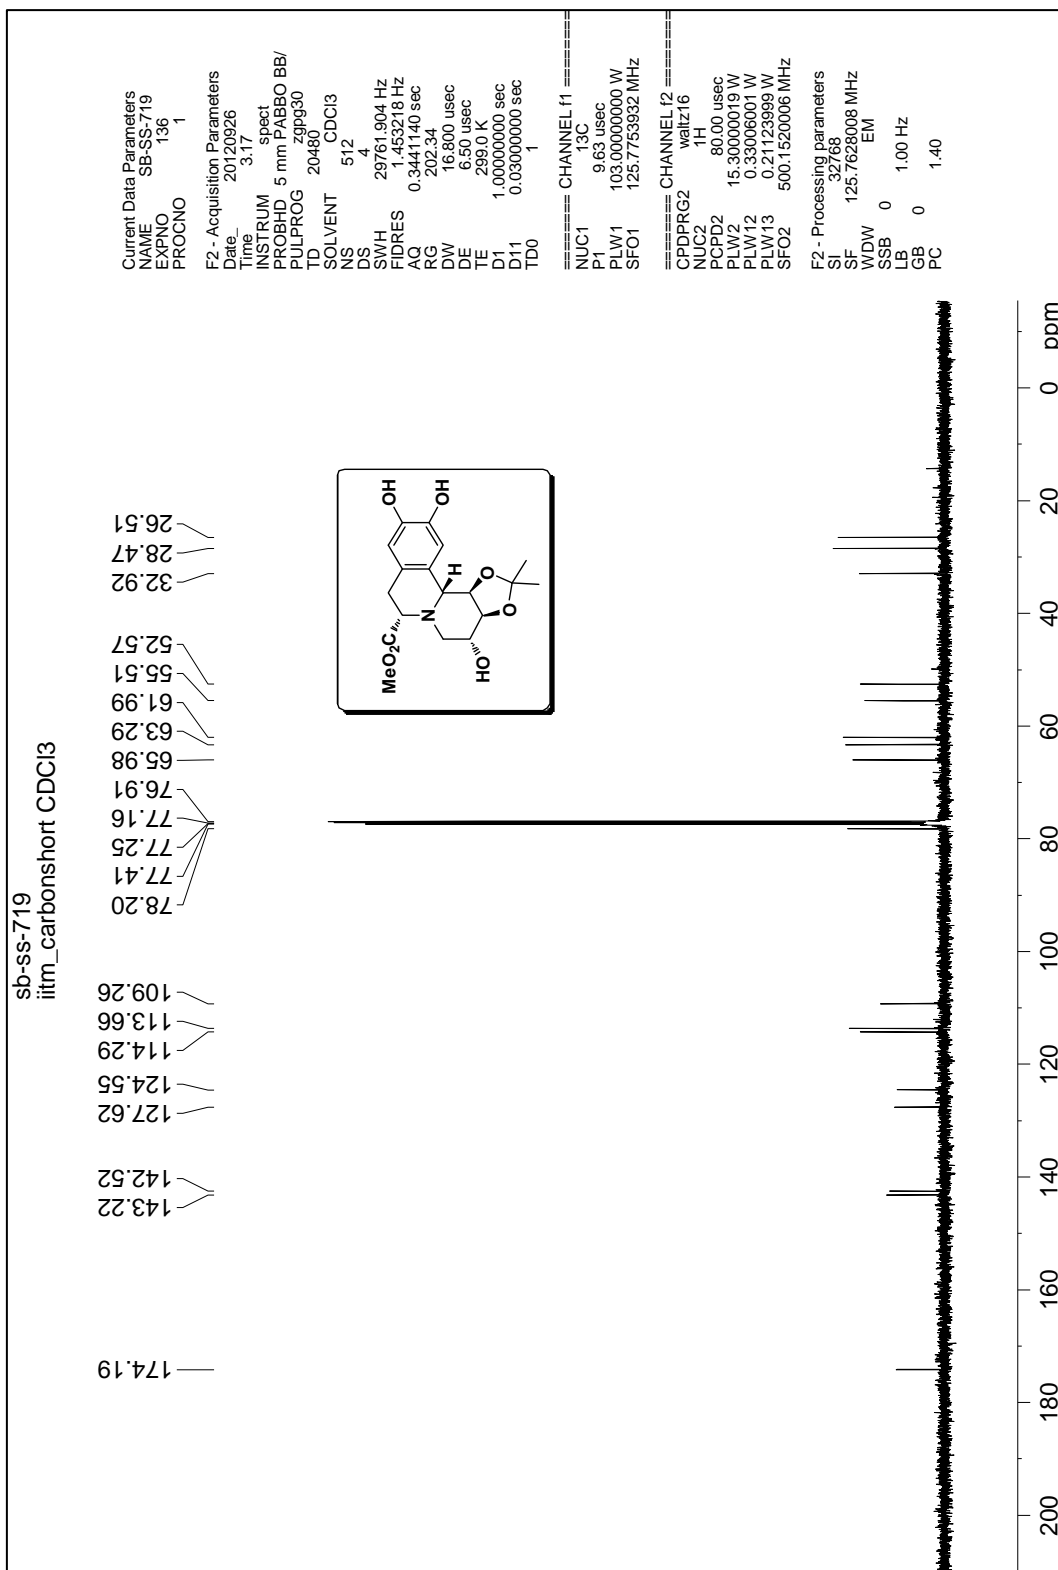 sb-ss-719
iitm_carbonshort CDCl3
174.19
143.22
142.52
127.62
124.55
114.29
113.66
109.26
78.20
77.41
77.25
77.16
76.91
65.98
63.29
61.99
55.51
52.57
32.92
28.47
26.51
MeO2C
N
H
OH
OH
HO
O
O
Current Data Parameters
NAME SB-SS-719
EXPNO 136
PROCNO 1
F2 - Acquisition Parameters
Date_ 20120926
Time 3.17
INSTRUM spect
PROBHD 5 mm PABBO BB/
PULPROG zgpg30
TD 20480
SOLVENT CDCl3
NS 512
DS 4
SWH 29761.904 Hz
FIDRES 1.453218 Hz
AQ 0.3441140 sec
RG 202.34
DW 16.800 usec
DE 6.50 usec
TE 299.0 K
D1 1.00000000 sec
D11 0.03000000 sec
TD0 1
======== CHANNEL f1 ========
NUC1 13C
P1 9.63 usec
PLW1 103.00000000 W
SFO1 125.7753932 MHz
======== CHANNEL f2 ========
CPDPRG2 waltz16
NUC2 1H
PCPD2 80.00 usec
PLW2 15.30000019 W
PLW12 0.33006001 W
PLW13 0.21123999 W
SFO2 500.1520006 MHz
F2 - Processing parameters
SI 32768
SF 125.7628008 MHz
WDW EM
SSB 0
LB 1.00 Hz
GB 0
PC 1.40
200 180 160 140 120 100 80 60 40 20 0 ppm